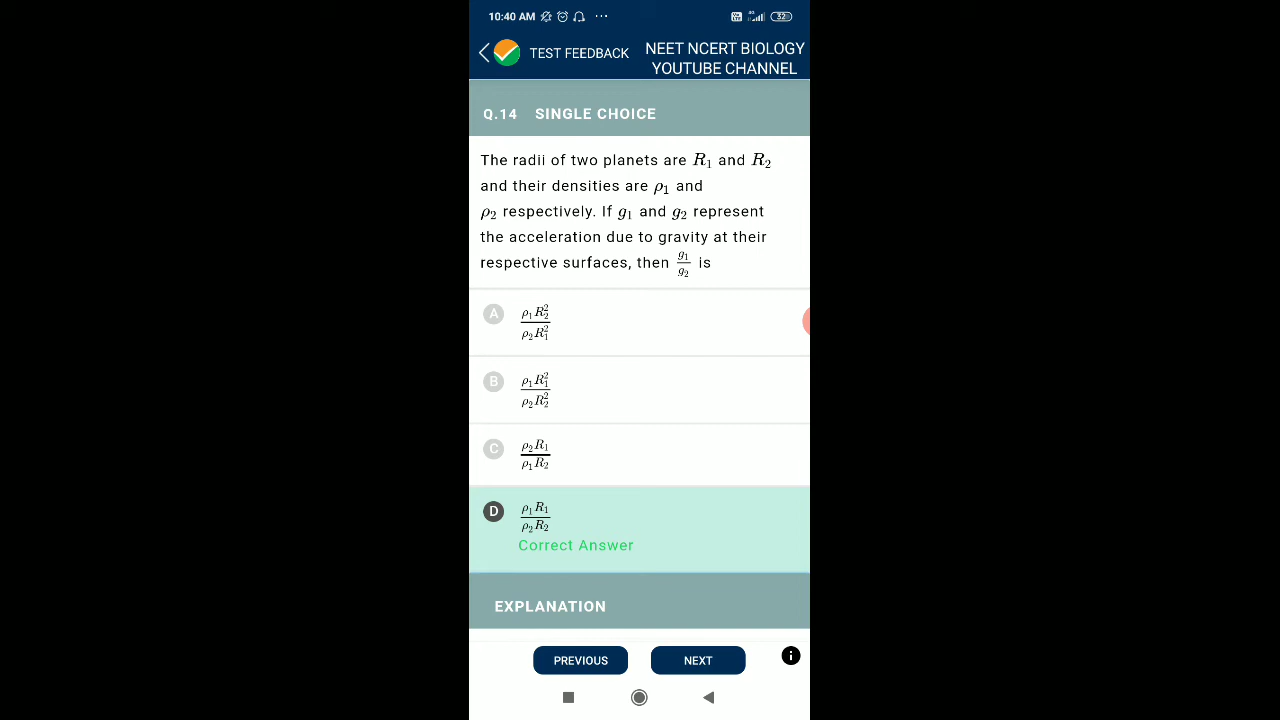 10:40 AM ... 52
TEST FEEDBACK
NEET NCERT BIOLOGY
YOUTUBE CHANNEL
Q.14 SINGLE CHOICE
The radii of two planets are R₁ and R₂
and their densities are ρ₁ and
ρ₂ respectively. If g₁ and g₂ represent
the acceleration due to gravity at their
respective surfaces, then g₁/g₂ is
A ρ₁R₂²/ρ₂R₁²
B ρ₁R₁²/ρ₂R₂²
C ρ₂R₁/ρ₁R₂
D ρ₁R₁/ρ₂R₂
Correct Answer
EXPLANATION
PREVIOUS NEXT i